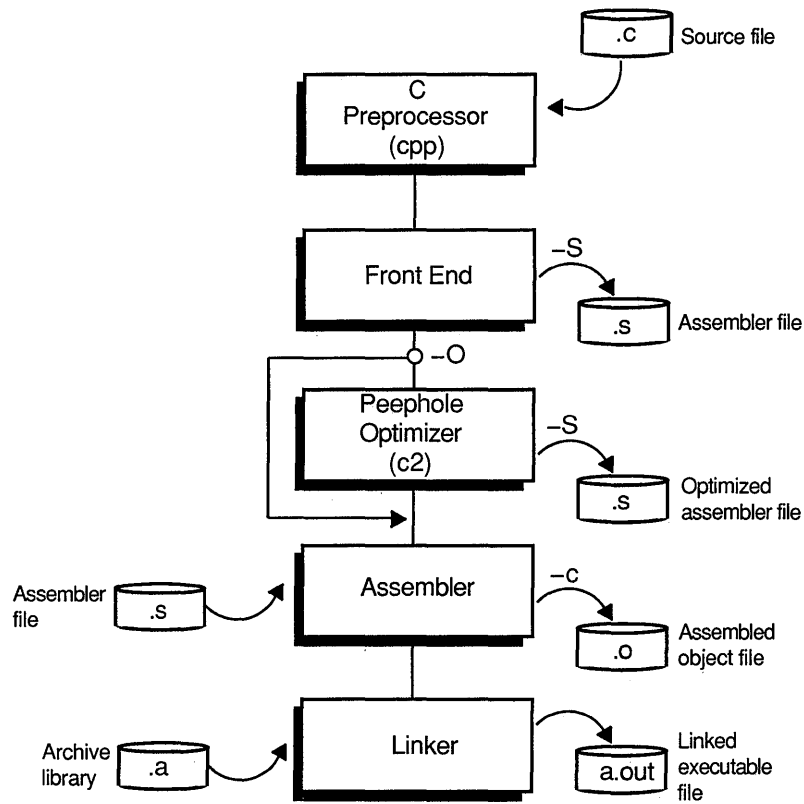 .c
Source file
C
Preprocessor
(cpp)
Front End
–S
.s
Assembler file
–O
Peephole
Optimizer
(c2)
–S
.s
Optimized
assembler file
Assembler
file
.s
Assembler
–c
.o
Assembled
object file
Archive
library
.a
Linker
a.out
Linked
executable
file